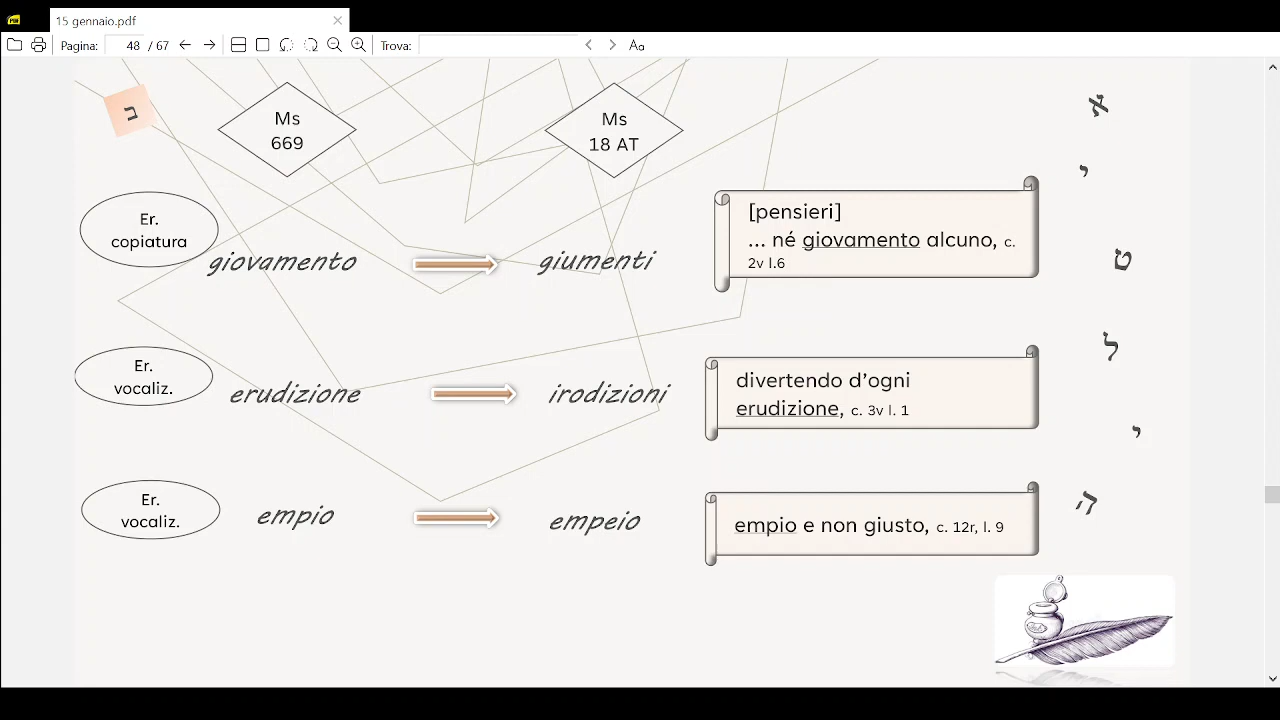 15 gennaio.pdf
Pagina: 48 / 67 Trova: Aa
ב
Ms
669
Ms
18 AT
Er.
copiatura
giovamento
giumenti
[pensieri]
... né giovamento alcuno, c.
2v l.6
Er.
vocaliz.
erudizione
irodizioni
divertendo d’ogni
erudizione, c. 3v l. 1
Er.
vocaliz.
empio
empeio
empio e non giusto, c. 12r, l. 9
א
י
ט
ל
י
ה